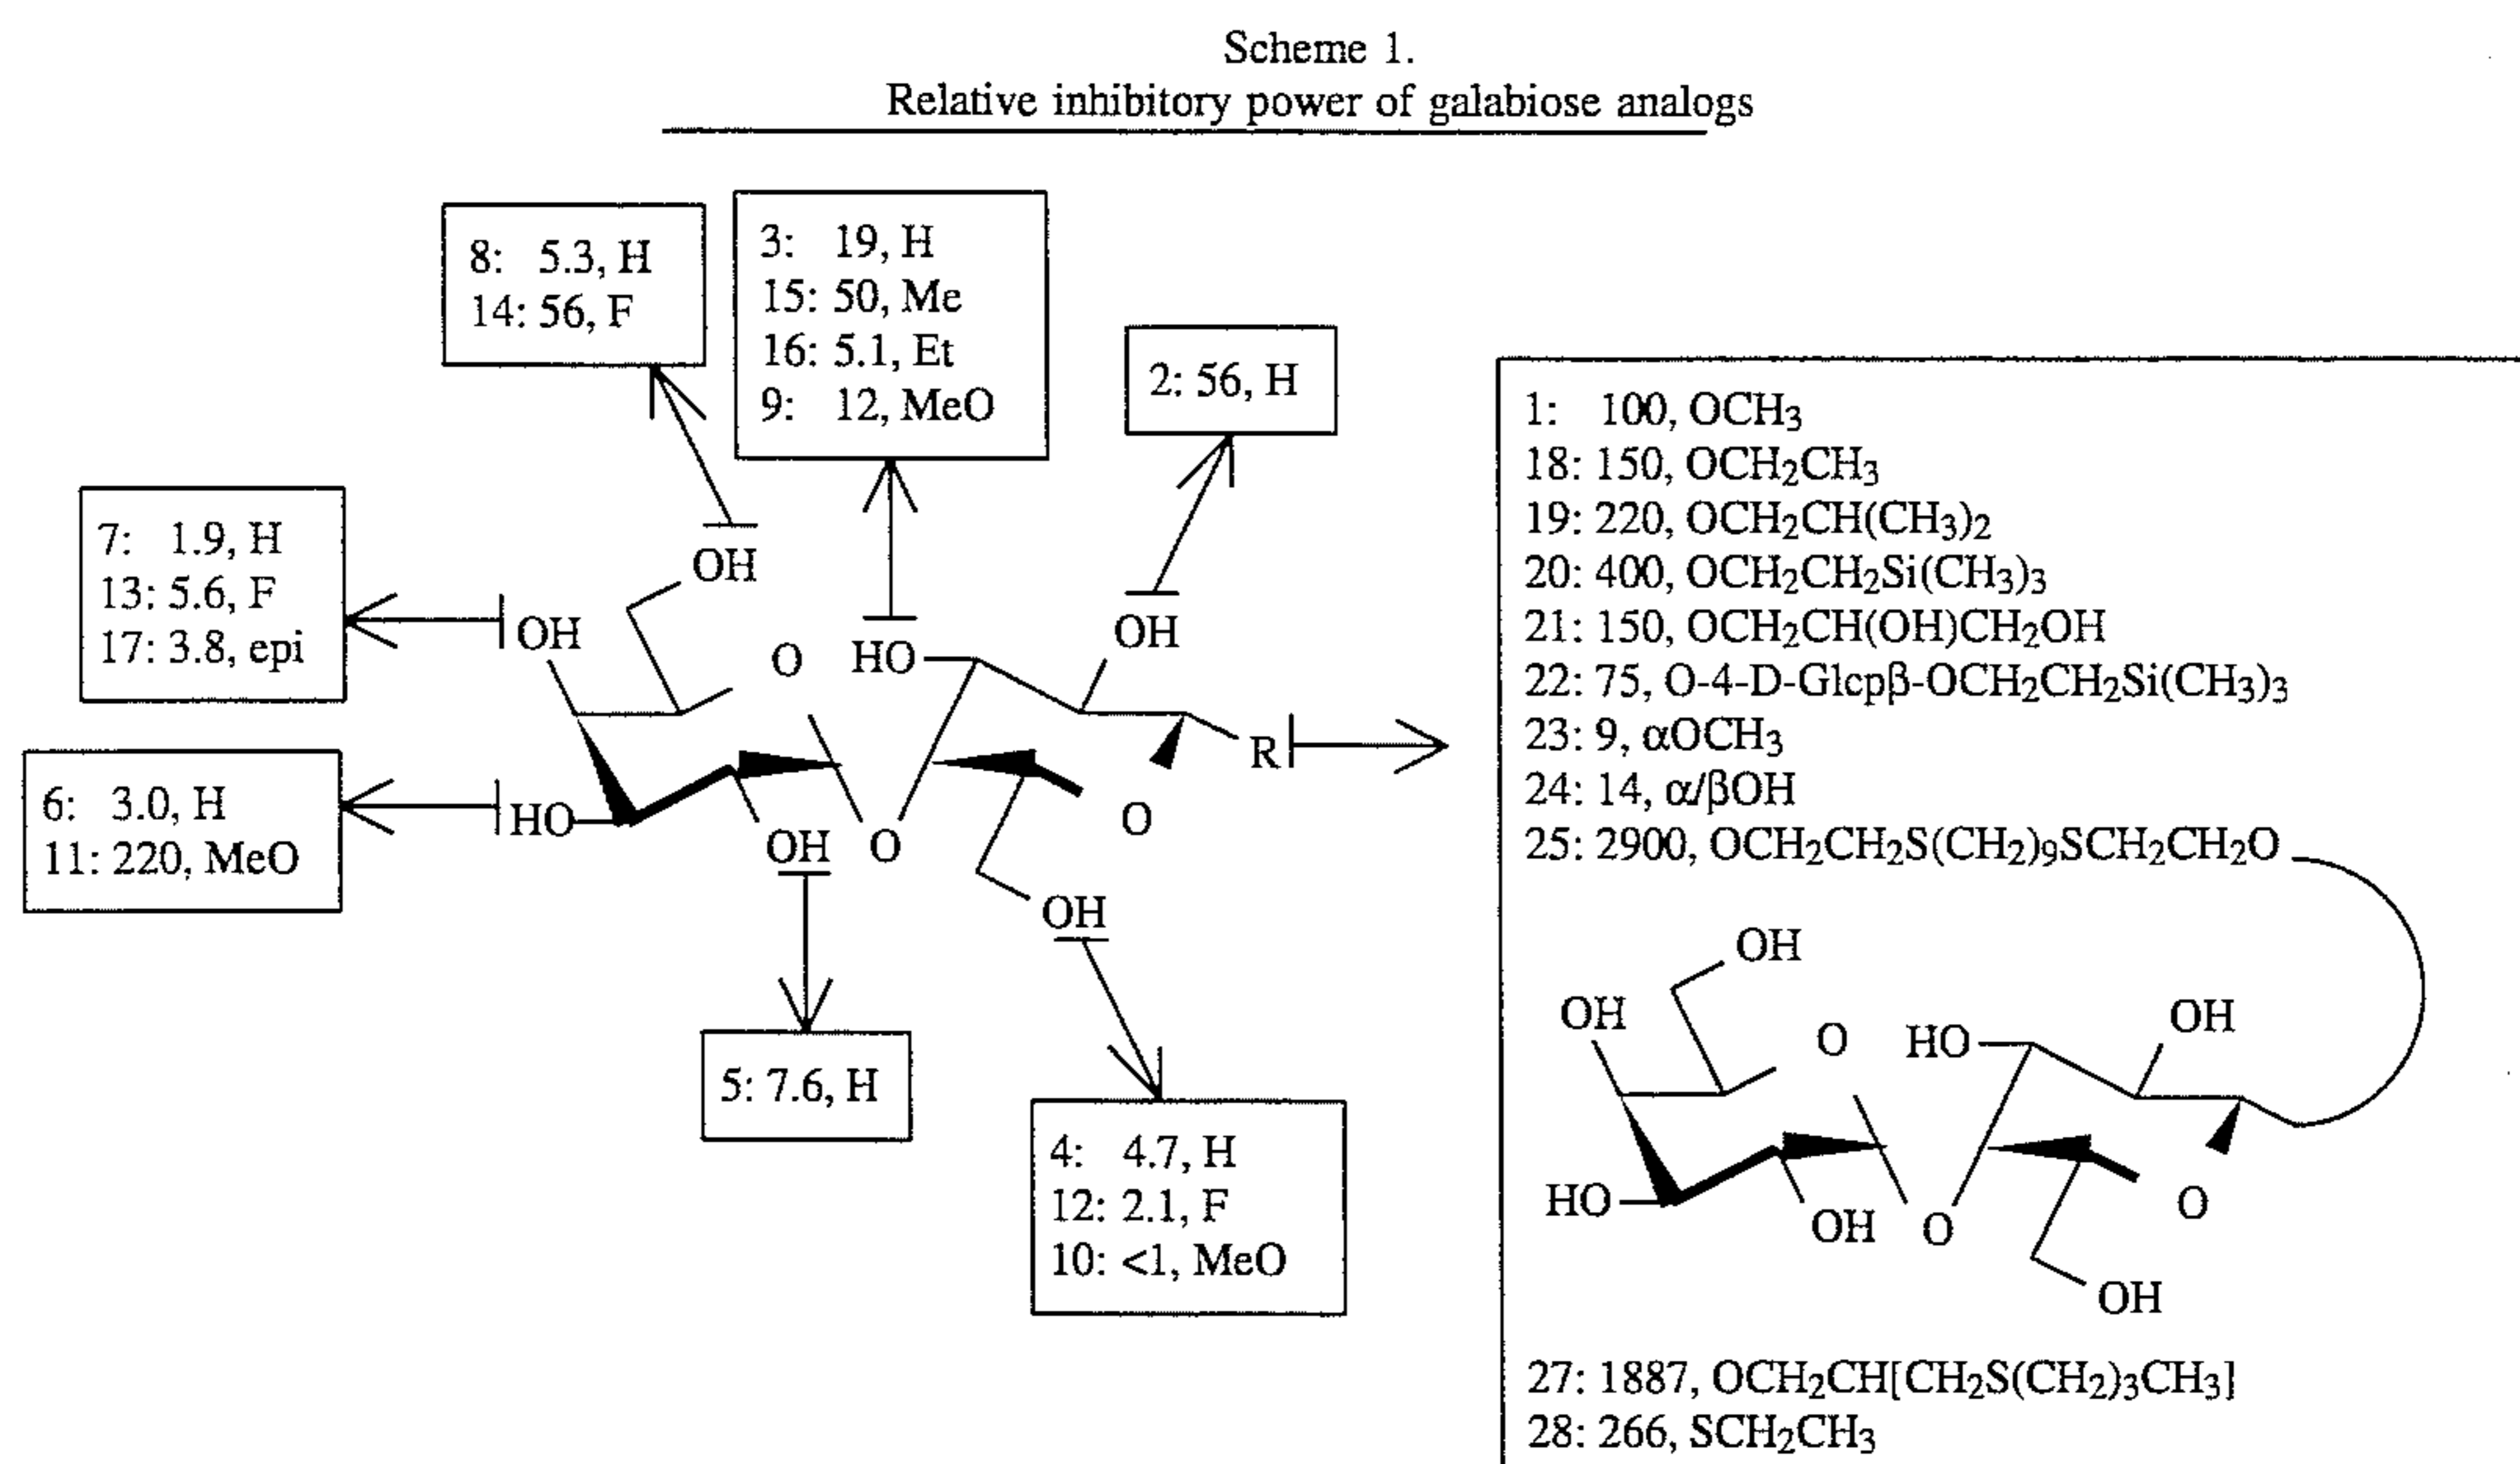 Scheme 1.
Relative inhibitory power of galabiose analogs
8: 5.3, H
14: 56, F
3: 19, H
15: 50, Me
16: 5.1, Et
9: 12, MeO
2: 56, H
7: 1.9, H
13: 5.6, F
17: 3.8, epi
6: 3.0, H
11: 220, MeO
OH
OH
O
HO
OH
R
HO
OH
O
O
OH
5: 7.6, H
4: 4.7, H
12: 2.1, F
10: <1, MeO
1: 100, OCH₃
18: 150, OCH₂CH₃
19: 220, OCH₂CH(CH₃)₂
20: 400, OCH₂CH₂Si(CH₃)₃
21: 150, OCH₂CH(OH)CH₂OH
22: 75, O-4-D-Glcpβ-OCH₂CH₂Si(CH₃)₃
23: 9, αOCH₃
24: 14, α/βOH
25: 2900, OCH₂CH₂S(CH₂)₉SCH₂CH₂O
OH
OH
O
HO
OH
HO
OH
O
O
OH
27: 1887, OCH₂CH[CH₂S(CH₂)₃CH₃]
28: 266, SCH₂CH₃